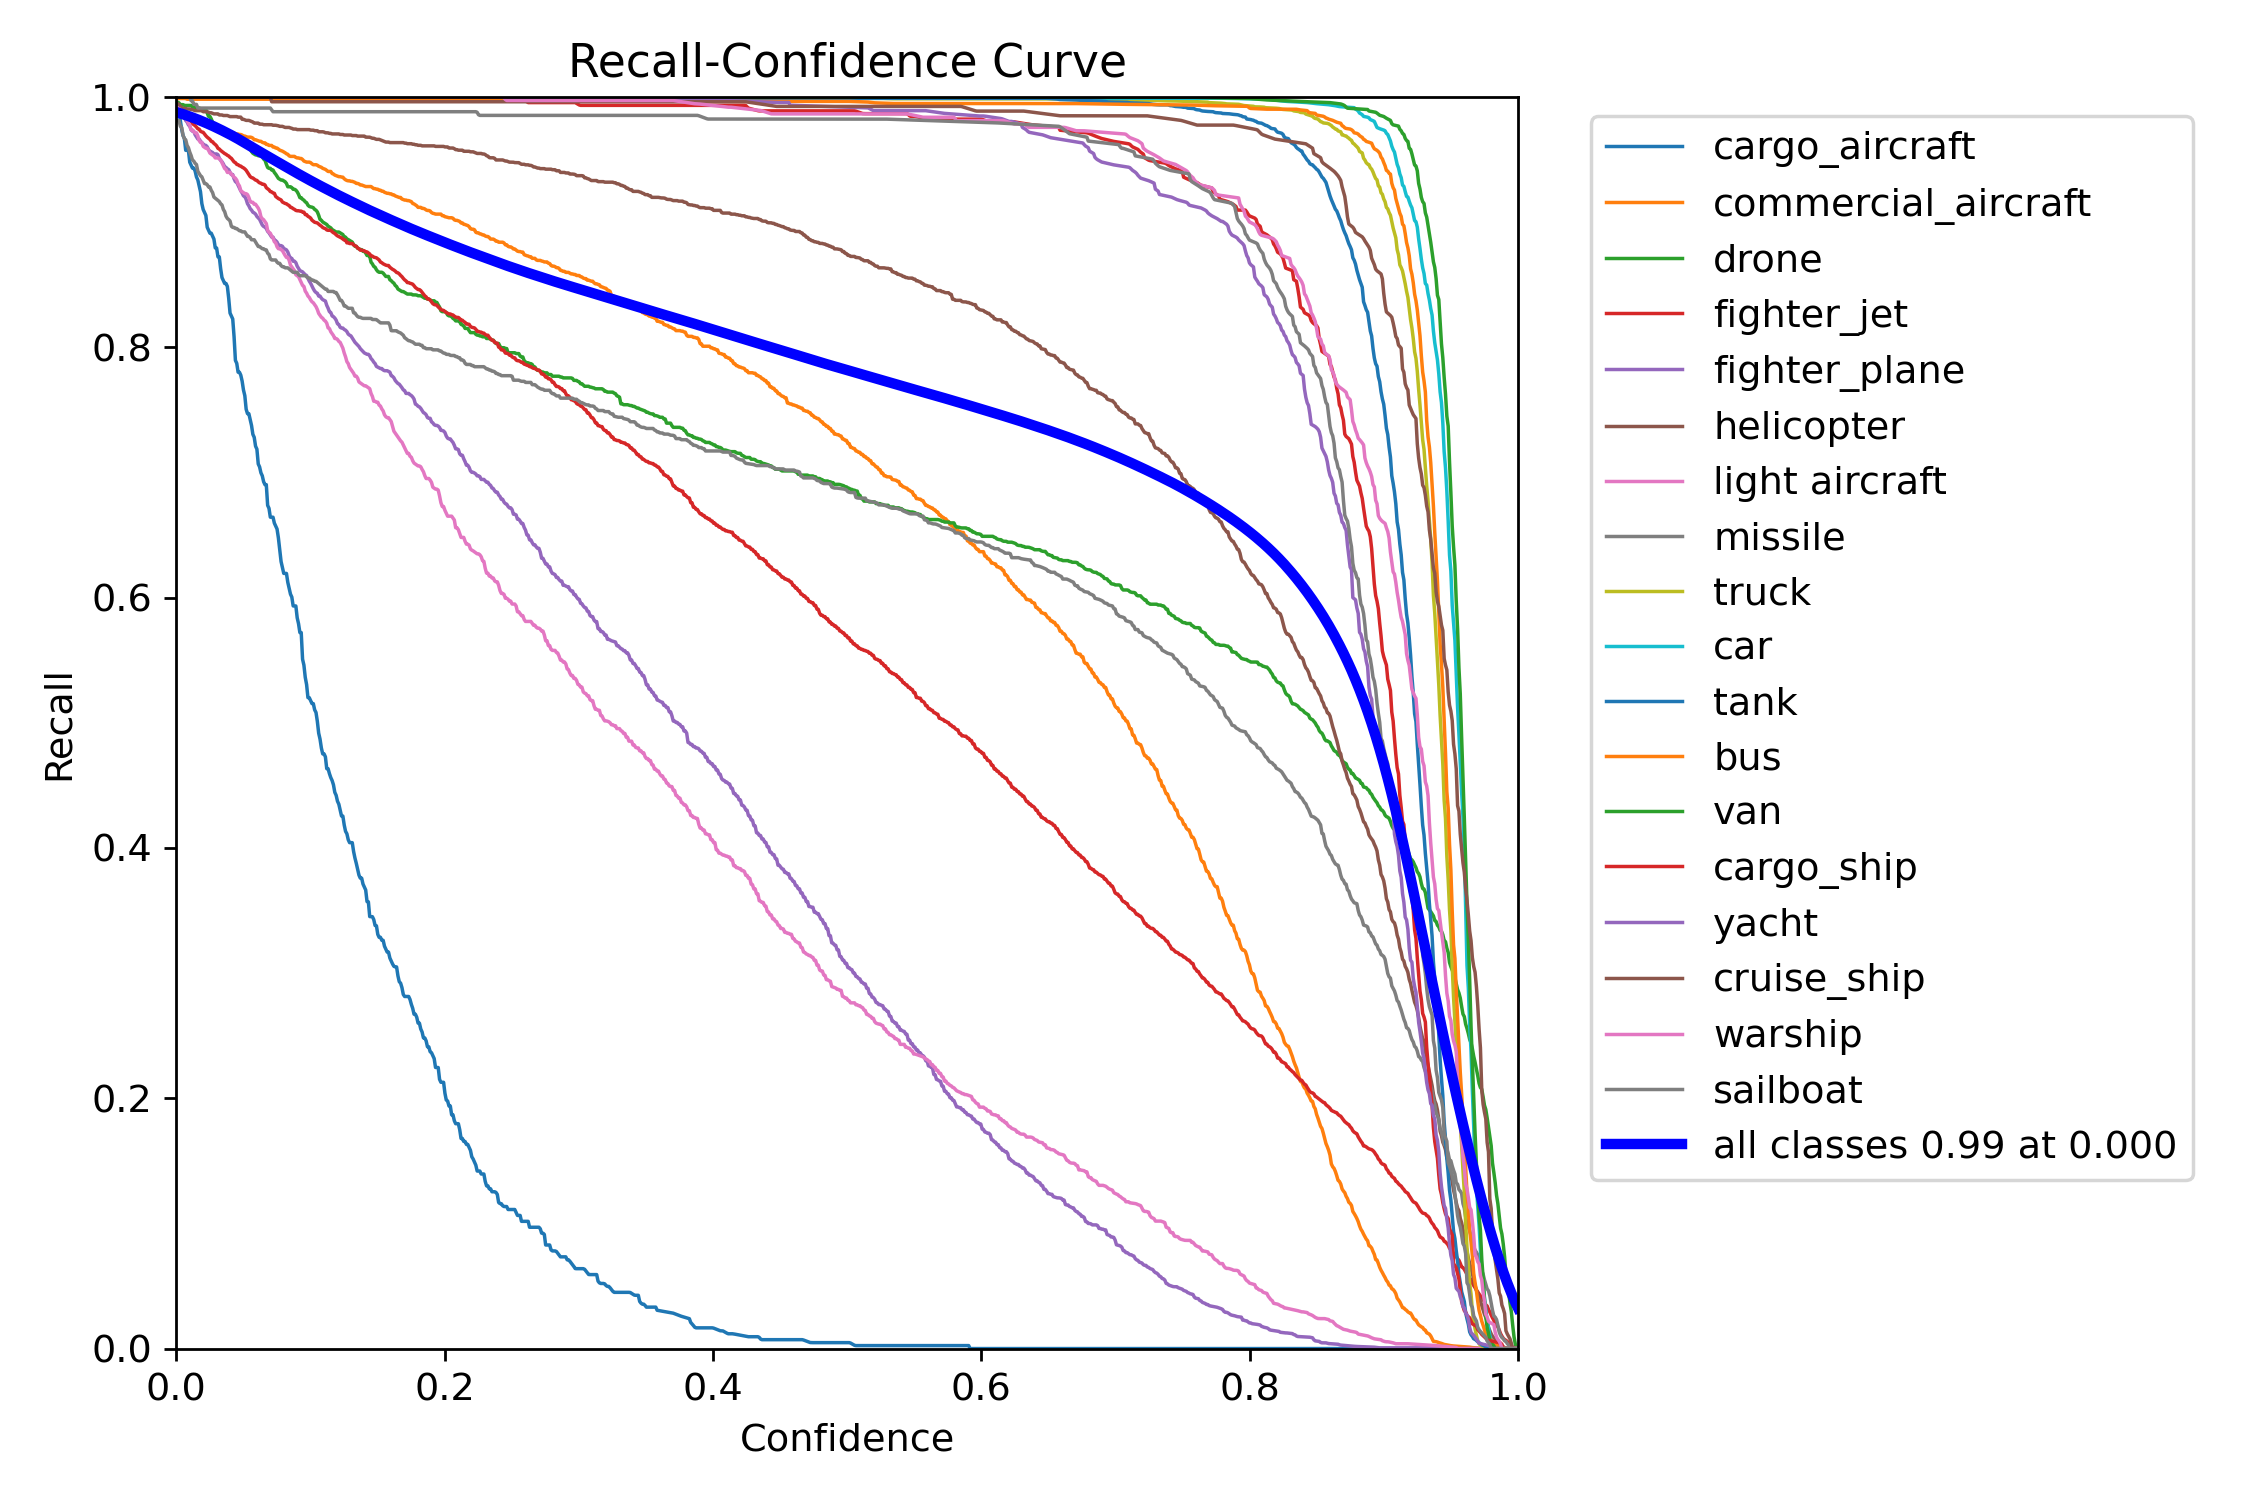 Recall-Confidence Curve
1.0
0.8
0.6
0.4
0.2
0.0
Recall
0.0 0.2 0.4 0.6 0.8 1.0
Confidence
cargo_aircraft
commercial_aircraft
drone
fighter_jet
fighter_plane
helicopter
light aircraft
missile
truck
car
tank
bus
van
cargo_ship
yacht
cruise_ship
warship
sailboat
all classes 0.99 at 0.000